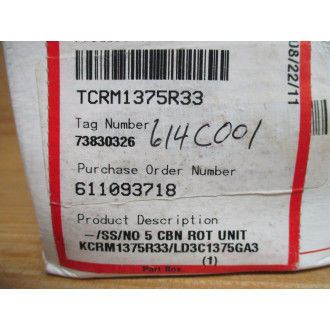 08/22/11
TCRM1375R33
Tag Number 614C001
73830326
Purchase Order Number
611093718
Product Description
-/SS/NO 5 CBN ROT UNIT
KCRM1375R33/LD3C1375GA3
(1)
Part Box